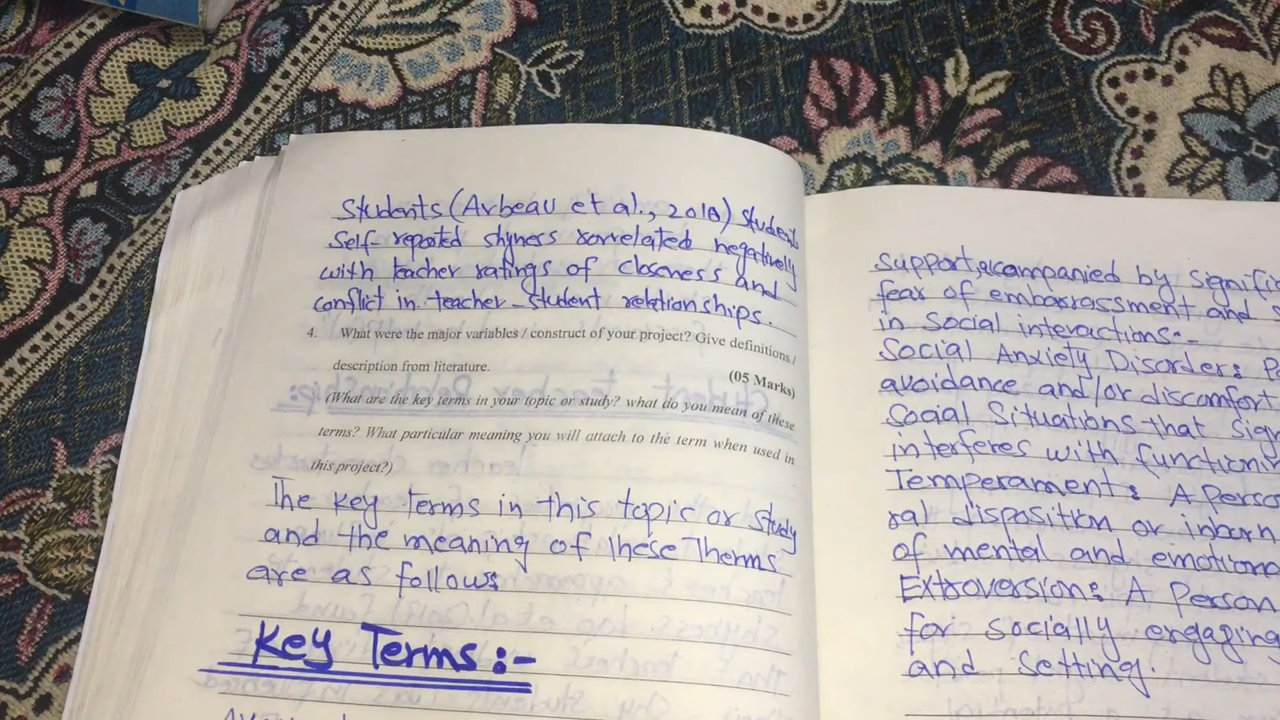 Students (Arbeau et al., 2010) Students
Self-reported shyness correlated negatively
with teacher ratings of closeness and
conflict in teacher-student relationships.
4. What were the major variables / construct of your project? Give definitions /
description from literature.
(05 Marks)
(What are the key terms in your topic or study? what do you mean of these
terms? What particular meaning you will attach to the term when used in
this project?)
The Key Terms in this topic or study
and the meaning of These Therms
are as follows
Key Terms:-
support, accompanied by
fear of embarrassment and
in Social interactions:-
Social Anxiety Disorder:
avoidance and/or discomfort
Social Situations that
interferes with
Temperament: A
ral disposition or inborn
of mental and
Extroversion: A Person
for socially engaging
and setting.